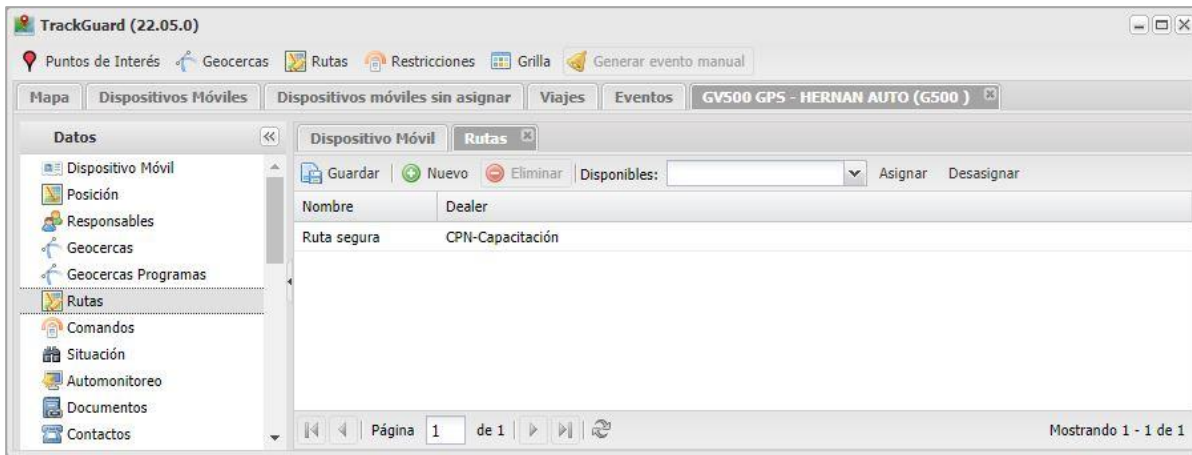 TrackGuard (22.05.0)
Puntos de Interés Geocercas Rutas Restricciones Grilla Generar evento manual
Mapa Dispositivos Móviles Dispositivos móviles sin asignar Viajes Eventos GV500 GPS - HERNAN AUTO (G500 )
Datos
Dispositivo Móvil
Posición
Responsables
Geocercas
Geocercas Programas
Rutas
Comandos
Situación
Automonitoreo
Documentos
Contactos
Dispositivo Móvil Rutas
Guardar Nuevo Eliminar Disponibles: Asignar Desasignar
Nombre Dealer
Ruta segura CPN-Capacitación
Página 1 de 1 Mostrando 1 - 1 de 1